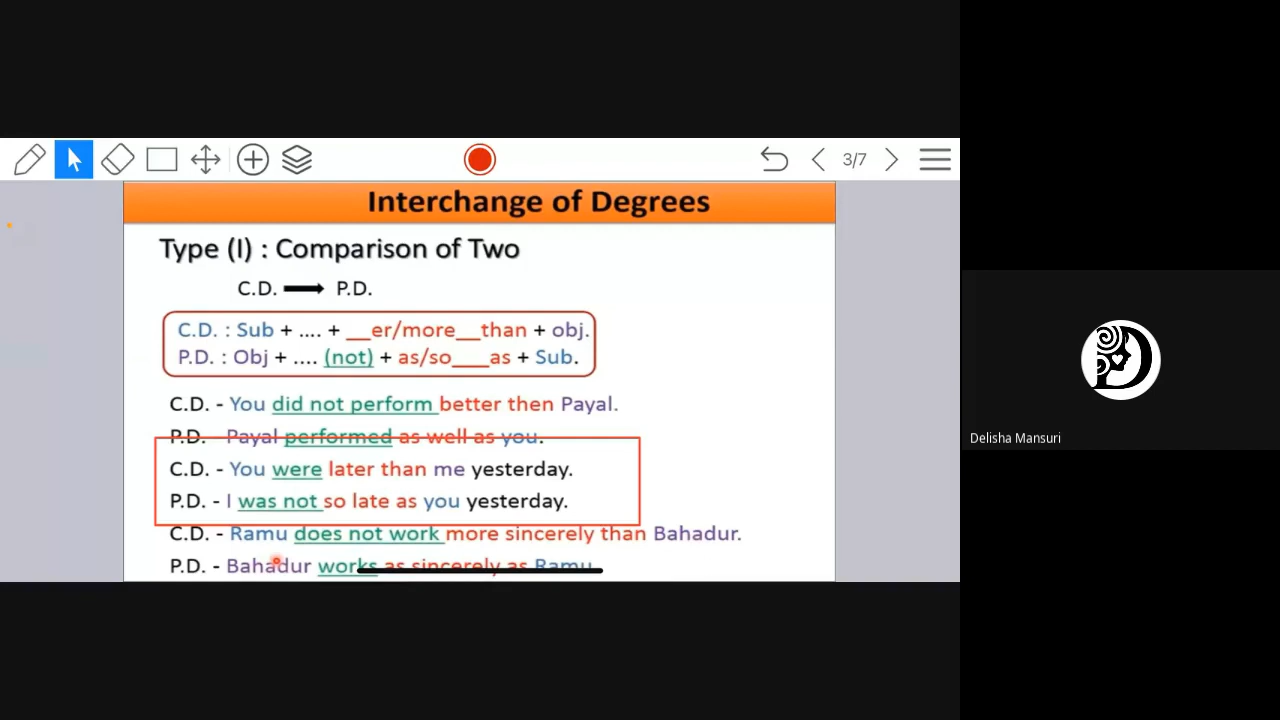 3/7
Interchange of Degrees
Type (I) : Comparison of Two
C.D. ➡ P.D.
C.D. : Sub + .... + __er/more__than + obj.
P.D. : Obj + .... (not) + as/so___as + Sub.
C.D. - You did not perform better then Payal.
P.D. - Payal performed as well as you.
C.D. - You were later than me yesterday.
P.D. - I was not so late as you yesterday.
C.D. - Ramu does not work more sincerely than Bahadur.
P.D. - Bahadur works as sincerely as Ramu
Delisha Mansuri